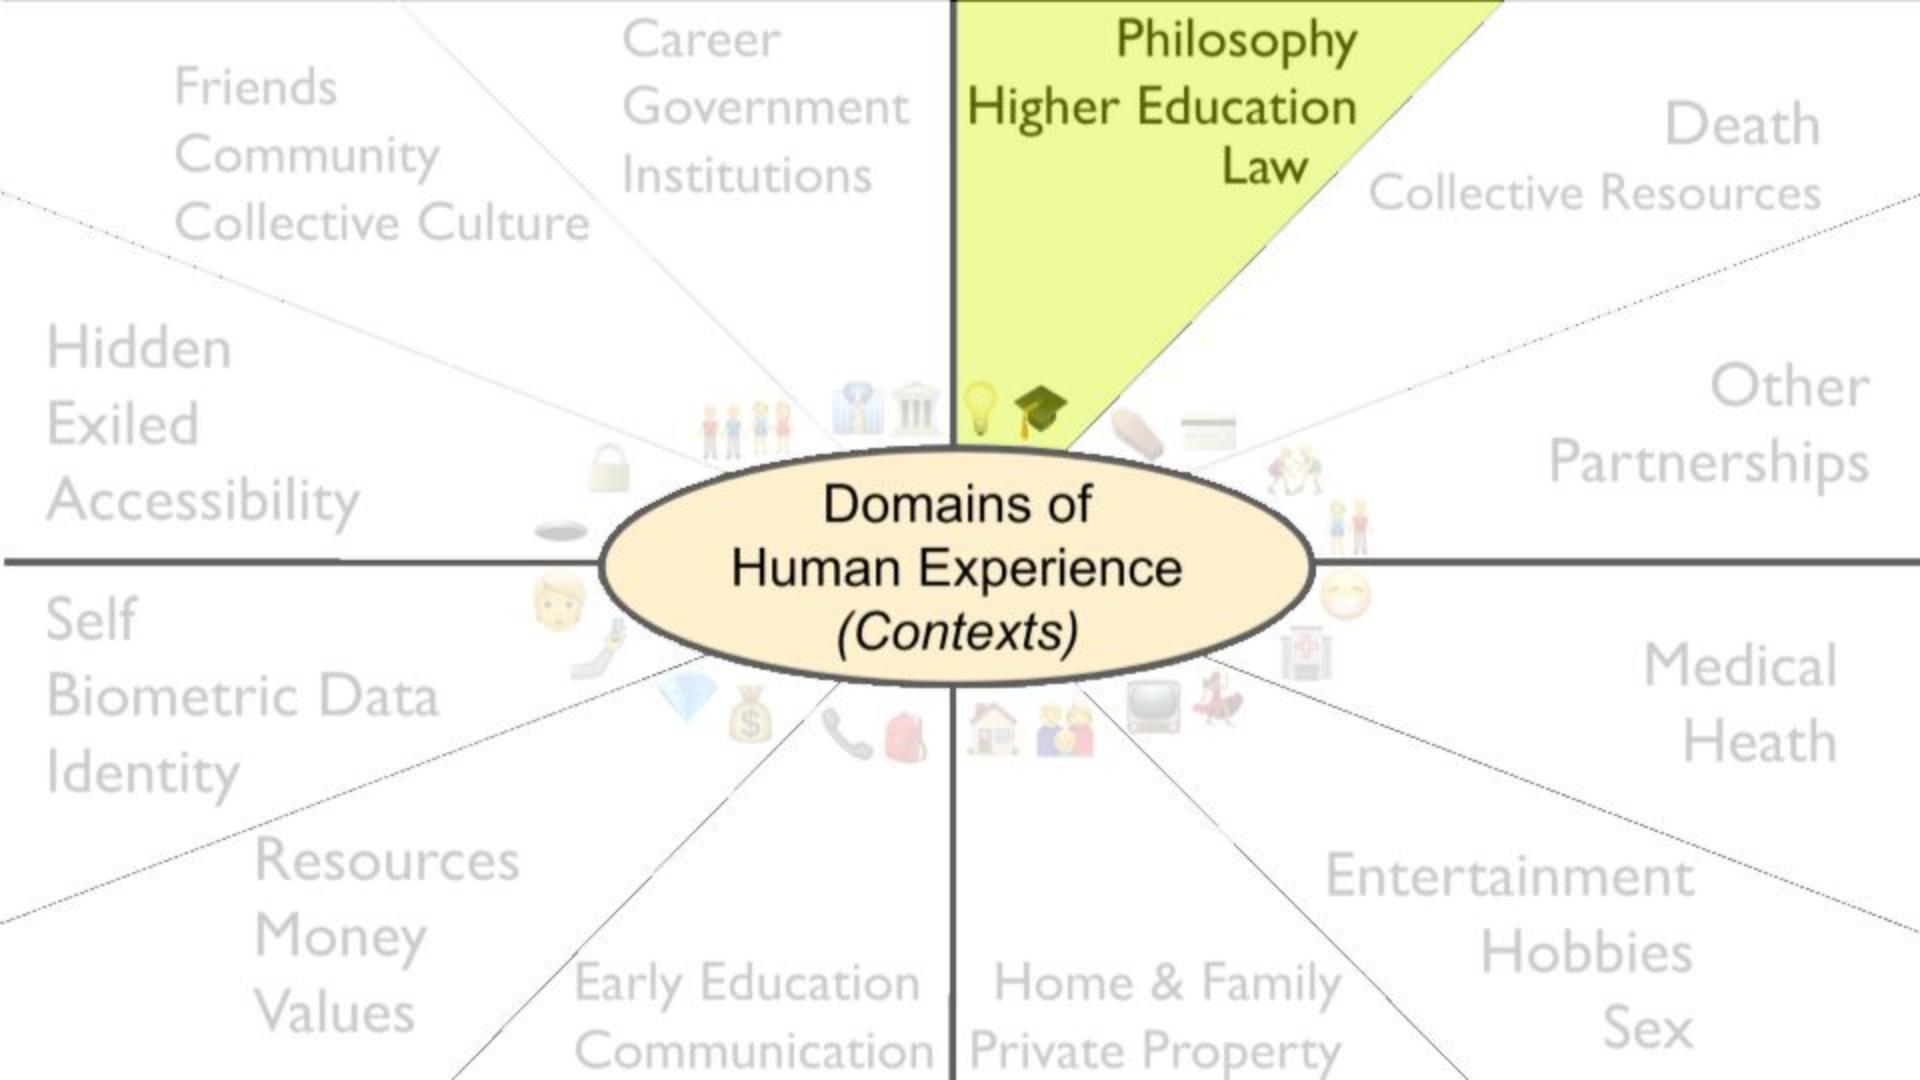 Career
Government
Institutions
Philosophy
Higher Education
Law
Friends
Community
Collective Culture
Death
Collective Resources
Hidden
Exiled
Accessibility
Other
Partnerships
Domains of
Human Experience
(Contexts)
Self
Biometric Data
Identity
Medical
Heath
Resources
Money
Values
Early Education
Communication
Home & Family
Private Property
Entertainment
Hobbies
Sex